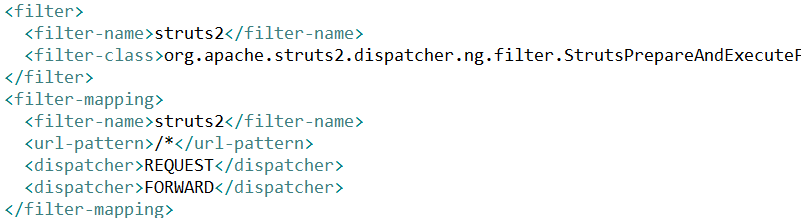 <filter>
  <filter-name>struts2</filter-name>
  <filter-class>org.apache.struts2.dispatcher.ng.filter.StrutsPrepareAndExecuteF
</filter>
<filter-mapping>
  <filter-name>struts2</filter-name>
  <url-pattern>/*</url-pattern>
  <dispatcher>REQUEST</dispatcher>
  <dispatcher>FORWARD</dispatcher>
</filter-mapping>